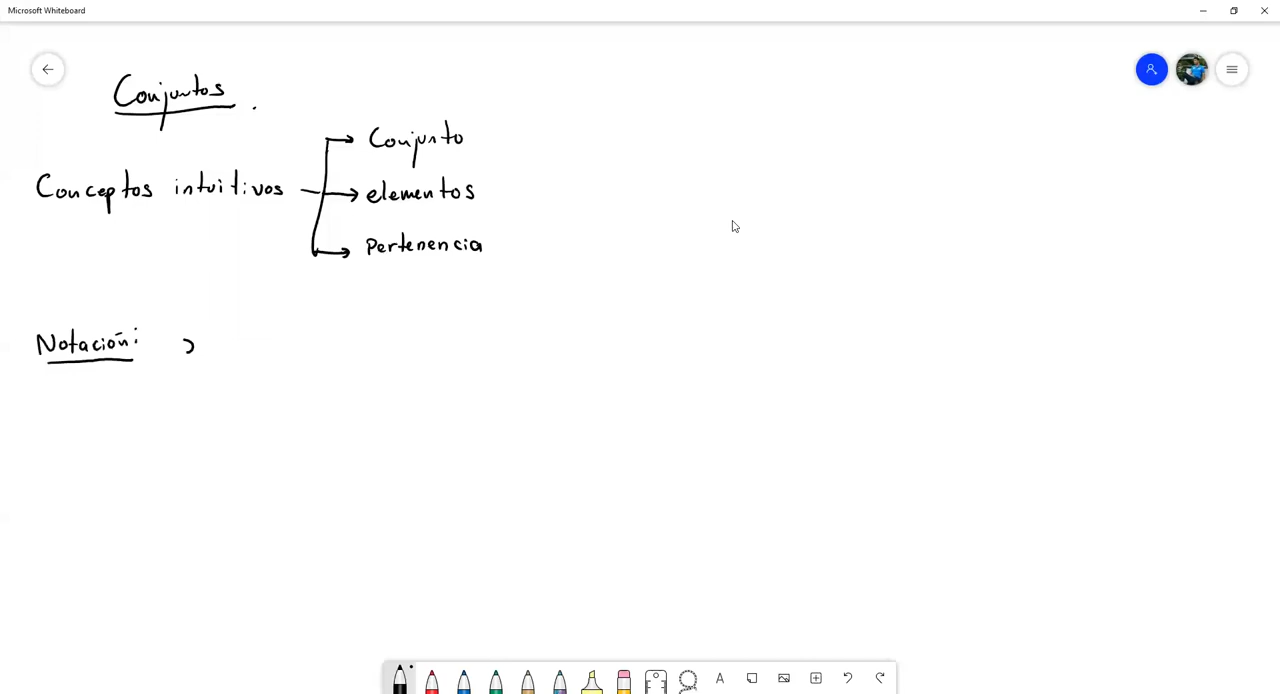 Microsoft Whiteboard
Conjuntos.
Conjunto
Conceptos intuitivos
elementos
Pertenencia
Notación: